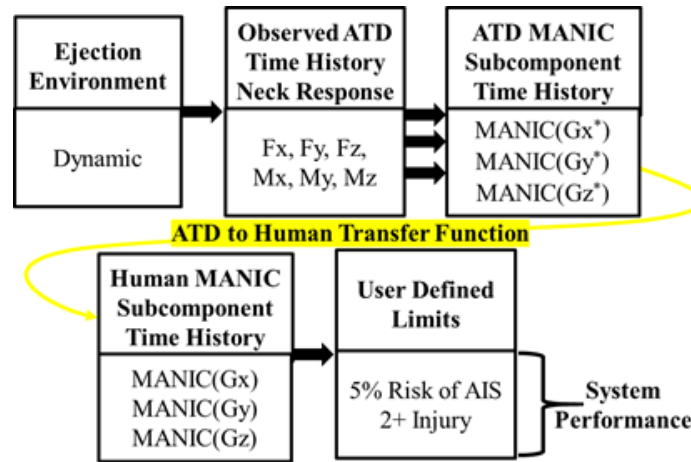 Ejection
Environment
Dynamic
Observed ATD
Time History
Neck Response
Fx, Fy, Fz,
Mx, My, Mz
ATD MANIC
Subcomponent
Time History
MANIC(Gx*)
MANIC(Gy*)
MANIC(Gz*)
ATD to Human Transfer Function
Human MANIC
Subcomponent
Time History
MANIC(Gx)
MANIC(Gy)
MANIC(Gz)
User Defined
Limits
5% Risk of AIS
2+ Injury
System
Performance